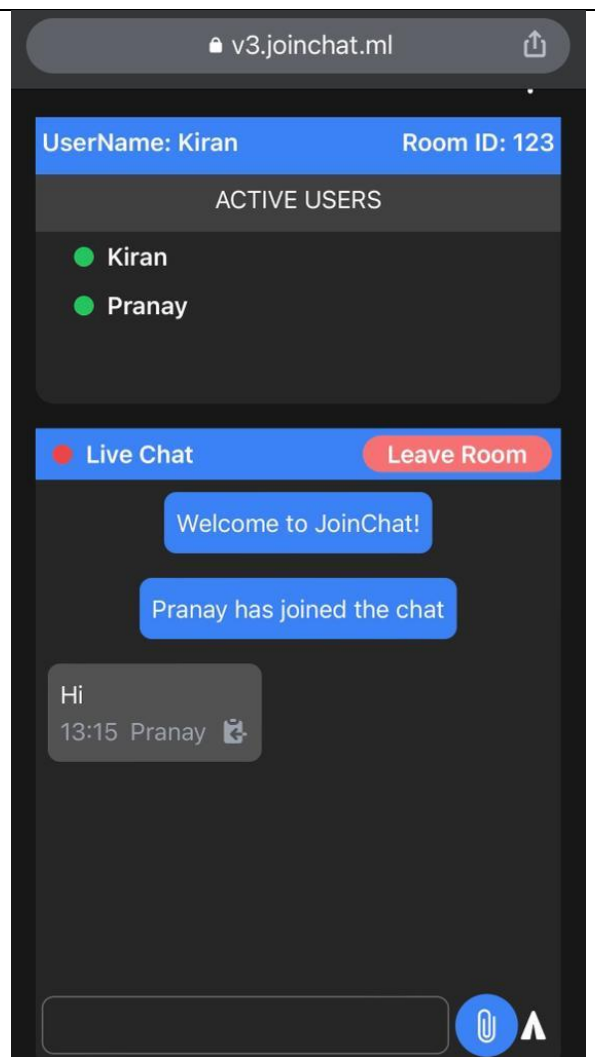 v3.joinchat.ml
UserName: Kiran Room ID: 123
ACTIVE USERS
Kiran
Pranay
Live Chat Leave Room
Welcome to JoinChat!
Pranay has joined the chat
Hi
13:15 Pranay